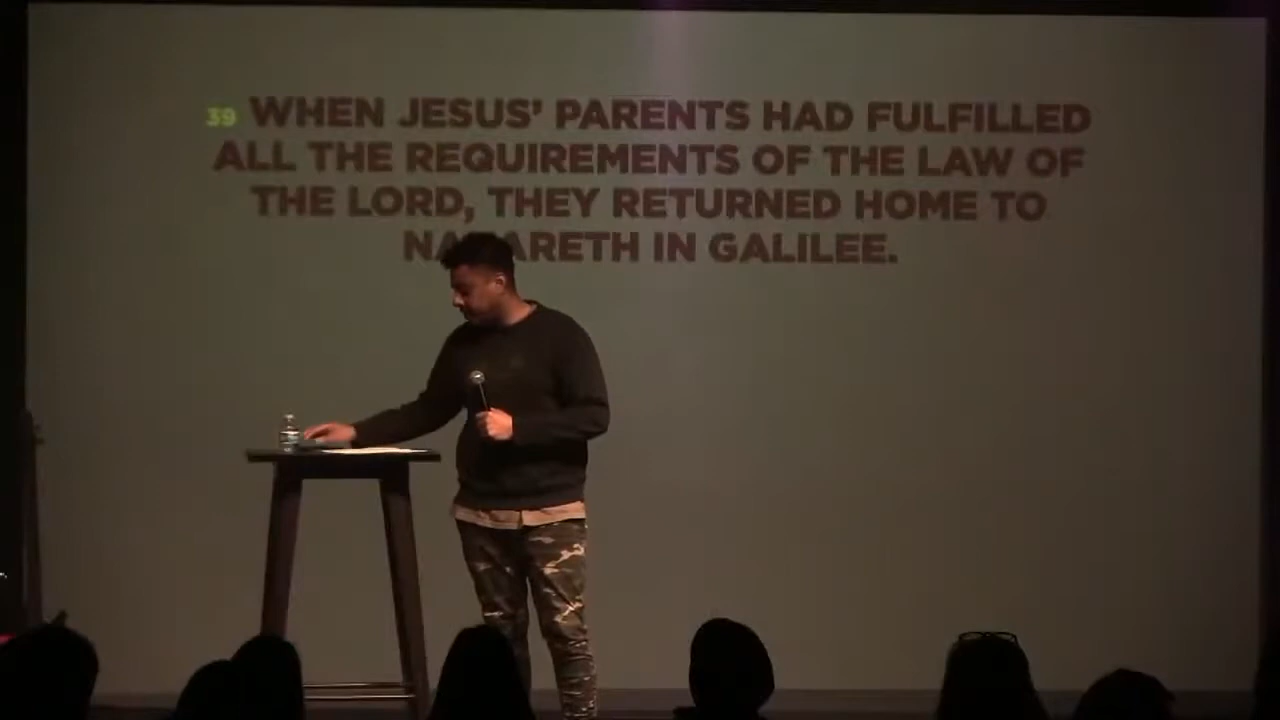 39 WHEN JESUS' PARENTS HAD FULFILLED
ALL THE REQUIREMENTS OF THE LAW OF
THE LORD, THEY RETURNED HOME TO
NAZARETH IN GALILEE.